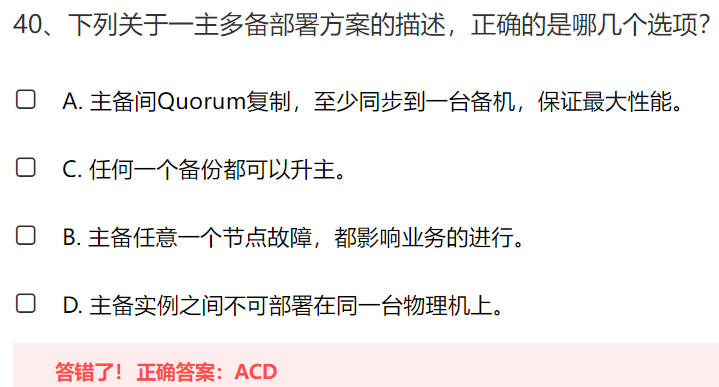 40、下列关于一主多备部署方案的描述，正确的是哪几个选项？
A. 主备间Quorum复制，至少同步到一台备机，保证最大性能。
C. 任何一个备份都可以升主。
B. 主备任意一个节点故障，都影响业务的进行。
D. 主备实例之间不可部署在同一台物理机上。
答错了！正确答案：ACD